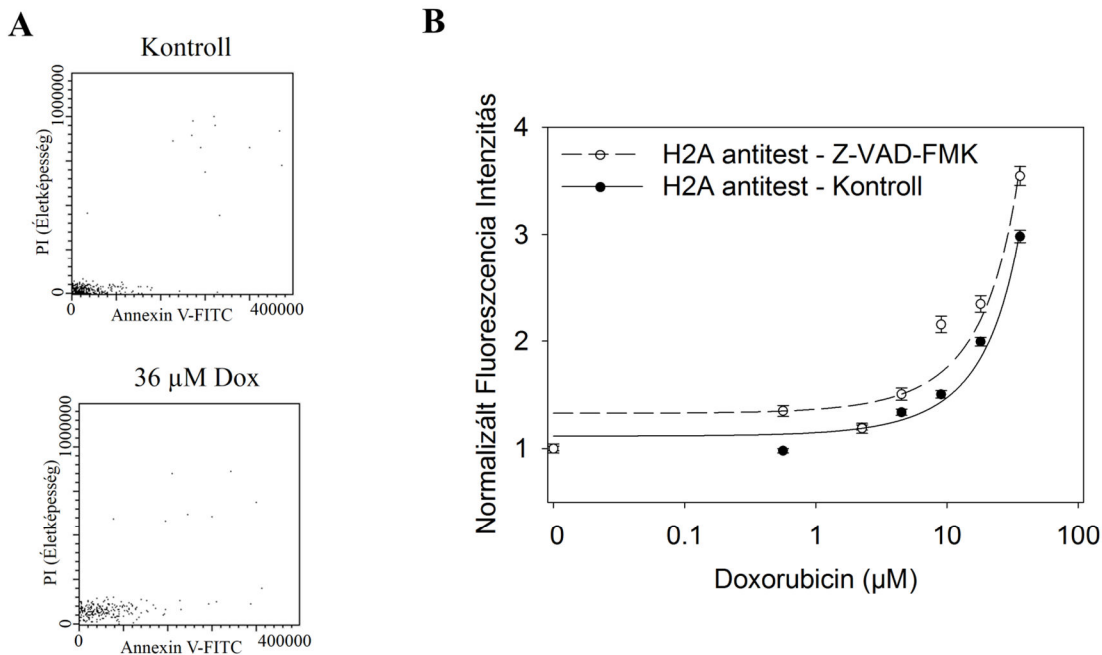 A
Kontroll
PI (Életképesség)
1000000
0
0
400000
Annexin V-FITC
36 µM Dox
PI (Életképesség)
1000000
0
0
400000
Annexin V-FITC
B
Normalizált Fluoreszcencia Intenzitás
4
3
2
1
H2A antitest - Z-VAD-FMK
H2A antitest - Kontroll
0
0.1
1
10
100
Doxorubicin (µM)